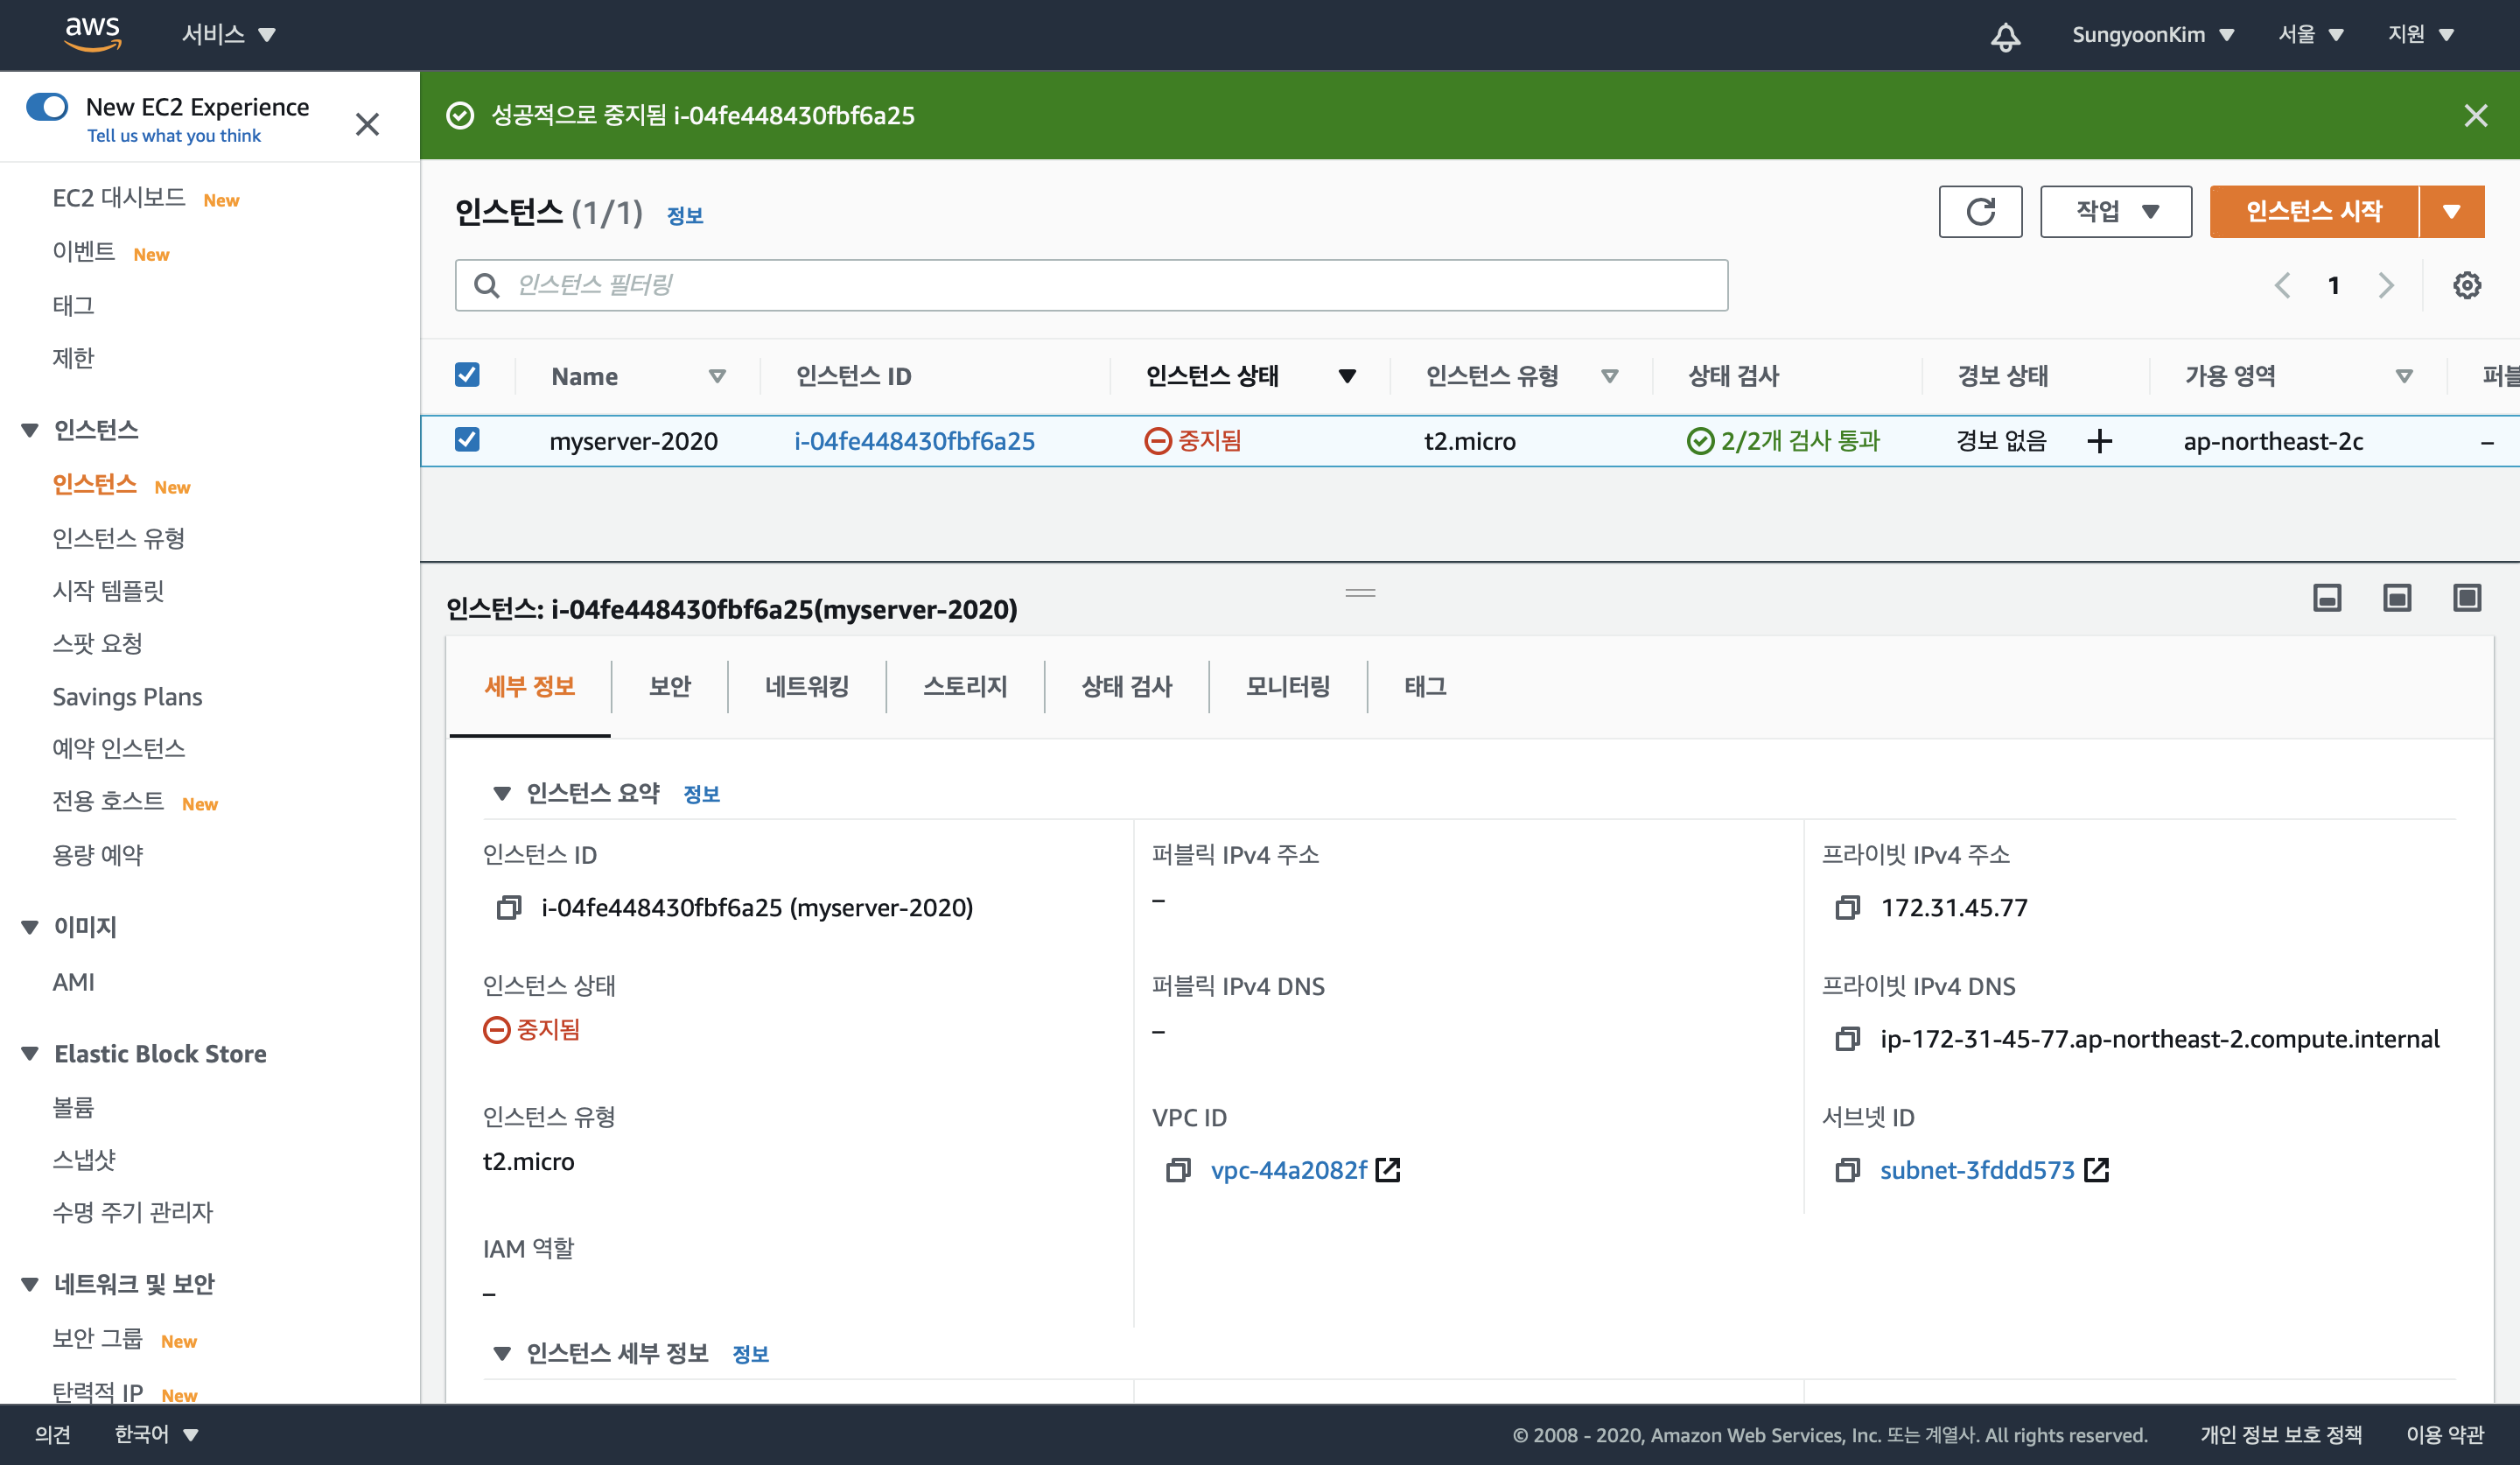 aws 서비스 SungyoonKim 서울 지원
New EC2 Experience
Tell us what you think
EC2 대시보드 New
이벤트 New
태그
제한
인스턴스
인스턴스 New
인스턴스 유형
시작 템플릿
스팟 요청
Savings Plans
예약 인스턴스
전용 호스트 New
용량 예약
이미지
AMI
Elastic Block Store
볼륨
스냅샷
수명 주기 관리자
네트워크 및 보안
보안 그룹 New
탄력적 IP New
성공적으로 중지됨 i-04fe448430fbf6a25
인스턴스 (1/1) 정보
작업 인스턴스 시작
인스턴스 필터링
1
Name 인스턴스 ID 인스턴스 상태 인스턴스 유형 상태 검사 경보 상태 가용 영역 퍼블
myserver-2020 i-04fe448430fbf6a25 중지됨 t2.micro 2/2개 검사 통과 경보 없음 + ap-northeast-2c –
인스턴스: i-04fe448430fbf6a25(myserver-2020)
세부 정보 보안 네트워킹 스토리지 상태 검사 모니터링 태그
인스턴스 요약 정보
인스턴스 ID 퍼블릭 IPv4 주소 프라이빗 IPv4 주소
i-04fe448430fbf6a25 (myserver-2020) – 172.31.45.77
인스턴스 상태 퍼블릭 IPv4 DNS 프라이빗 IPv4 DNS
중지됨 – ip-172-31-45-77.ap-northeast-2.compute.internal
인스턴스 유형 VPC ID 서브넷 ID
t2.micro vpc-44a2082f subnet-3fddd573
IAM 역할
–
인스턴스 세부 정보 정보
의견 한국어 © 2008 - 2020, Amazon Web Services, Inc. 또는 계열사. All rights reserved. 개인 정보 보호 정책 이용 약관